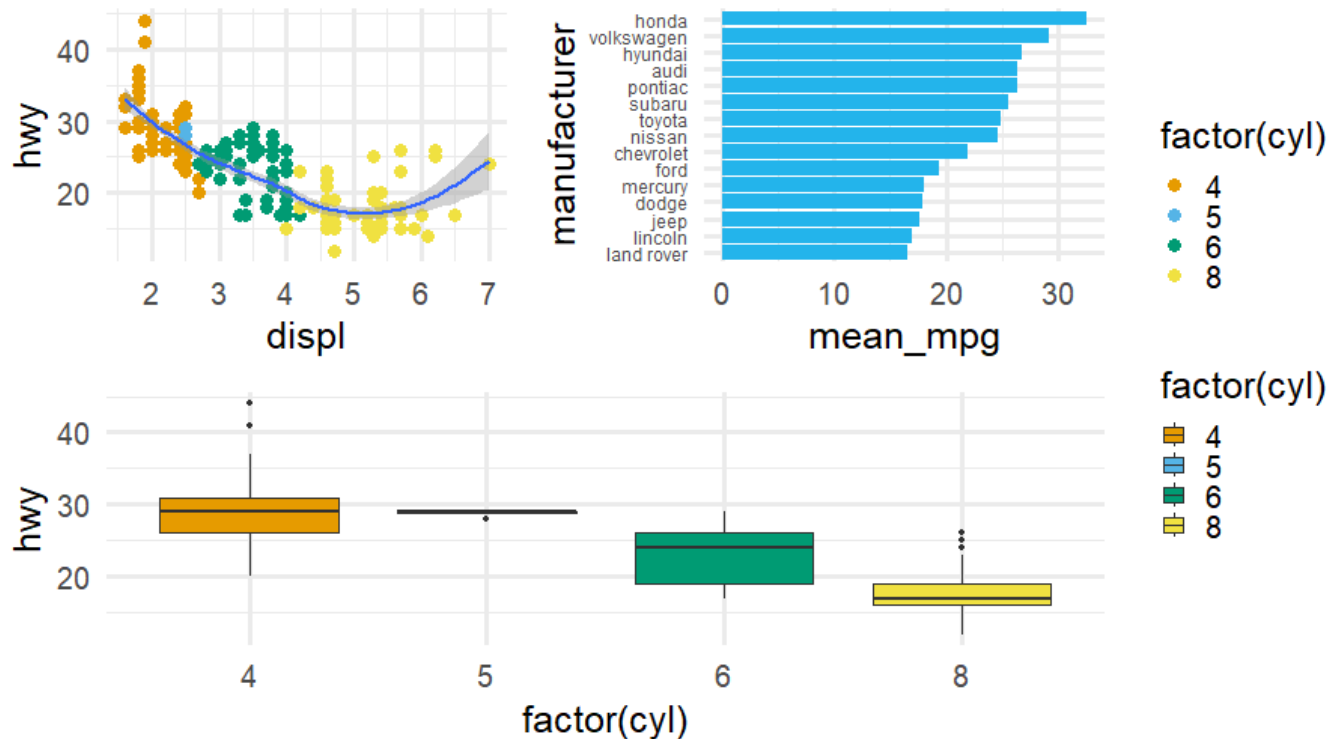 hwy
40
30
20
2 3 4 5 6 7
displ
manufacturer
honda
volkswagen
hyundai
audi
pontiac
subaru
toyota
nissan
chevrolet
ford
mercury
dodge
jeep
lincoln
land rover
0 10 20 30
mean_mpg
factor(cyl)
4
5
6
8
hwy
40
30
20
4 5 6 8
factor(cyl)
factor(cyl)
4
5
6
8